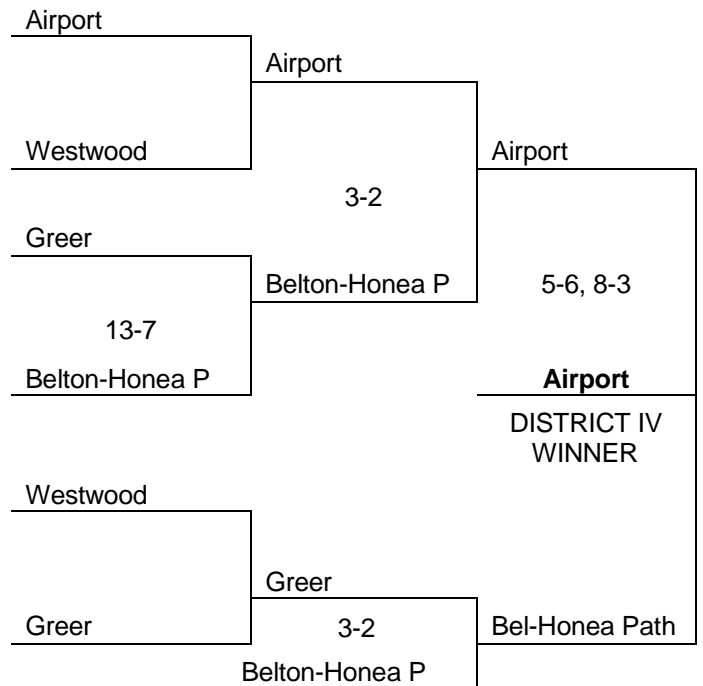 Airport
Airport
Westwood
Airport
3-2
Greer
Belton-Honea P
5-6, 8-3
13-7
Belton-Honea P
Airport
DISTRICT IV
WINNER
Westwood
Greer
Greer
3-2
Bel-Honea Path
Belton-Honea P